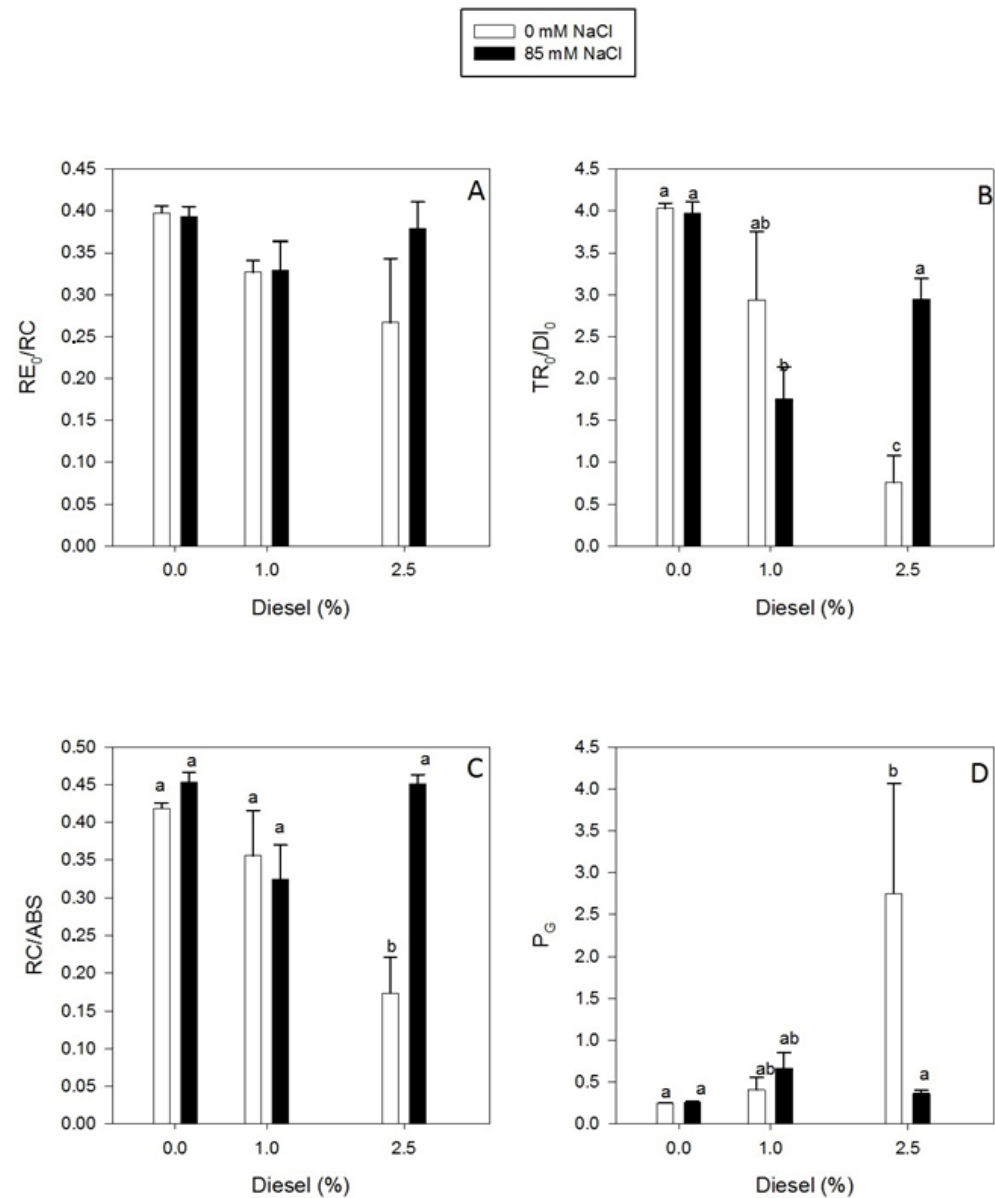 0 mM NaCl
85 mM NaCl
A
0.45
0.40
0.35
0.30
0.25
0.20
0.15
0.10
0.05
0.00
RE0/RC
0.0 1.0 2.5
Diesel (%)
B
4.5
4.0
3.5
3.0
2.5
2.0
1.5
1.0
0.5
0.0
TR0/DI0
a a ab b c a
0.0 1.0 2.5
Diesel (%)
C
0.50
0.45
0.40
0.35
0.30
0.25
0.20
0.15
0.10
0.05
0.00
RC/ABS
a a a a b a
0.0 1.0 2.5
Diesel (%)
D
4.5
4.0
3.5
3.0
2.5
2.0
1.5
1.0
0.5
0.0
PG
a a ab ab b a
0.0 1.0 2.5
Diesel (%)